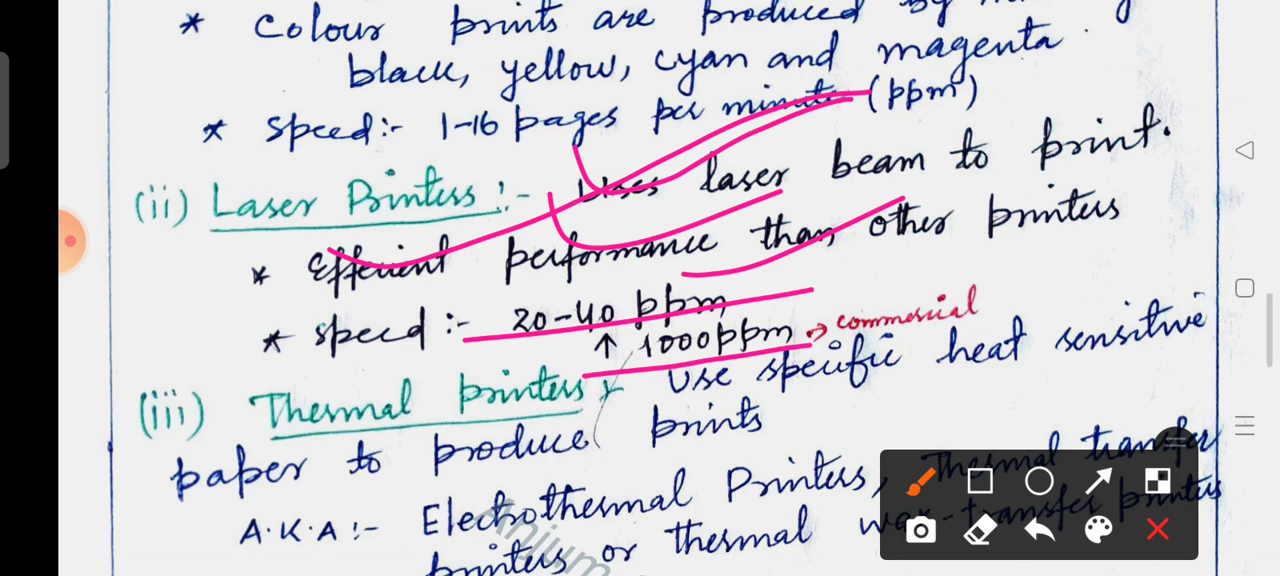 * Colour prints are produced by
black, yellow, cyan and magenta
* Speed:- 1-16 pages per minute (ppm)
(ii) Laser Printers :- Uses laser beam to print.
* Efficient performance than other printers
* Speed :- 20-40 ppm
↑ 1000ppm → commercial
(iii) Thermal printers Use specific heat sensitive
paper to produce prints
A.K.A :- Electrothermal Printers, Thermal transfer
printers or thermal wax-transfer printers
Anjum